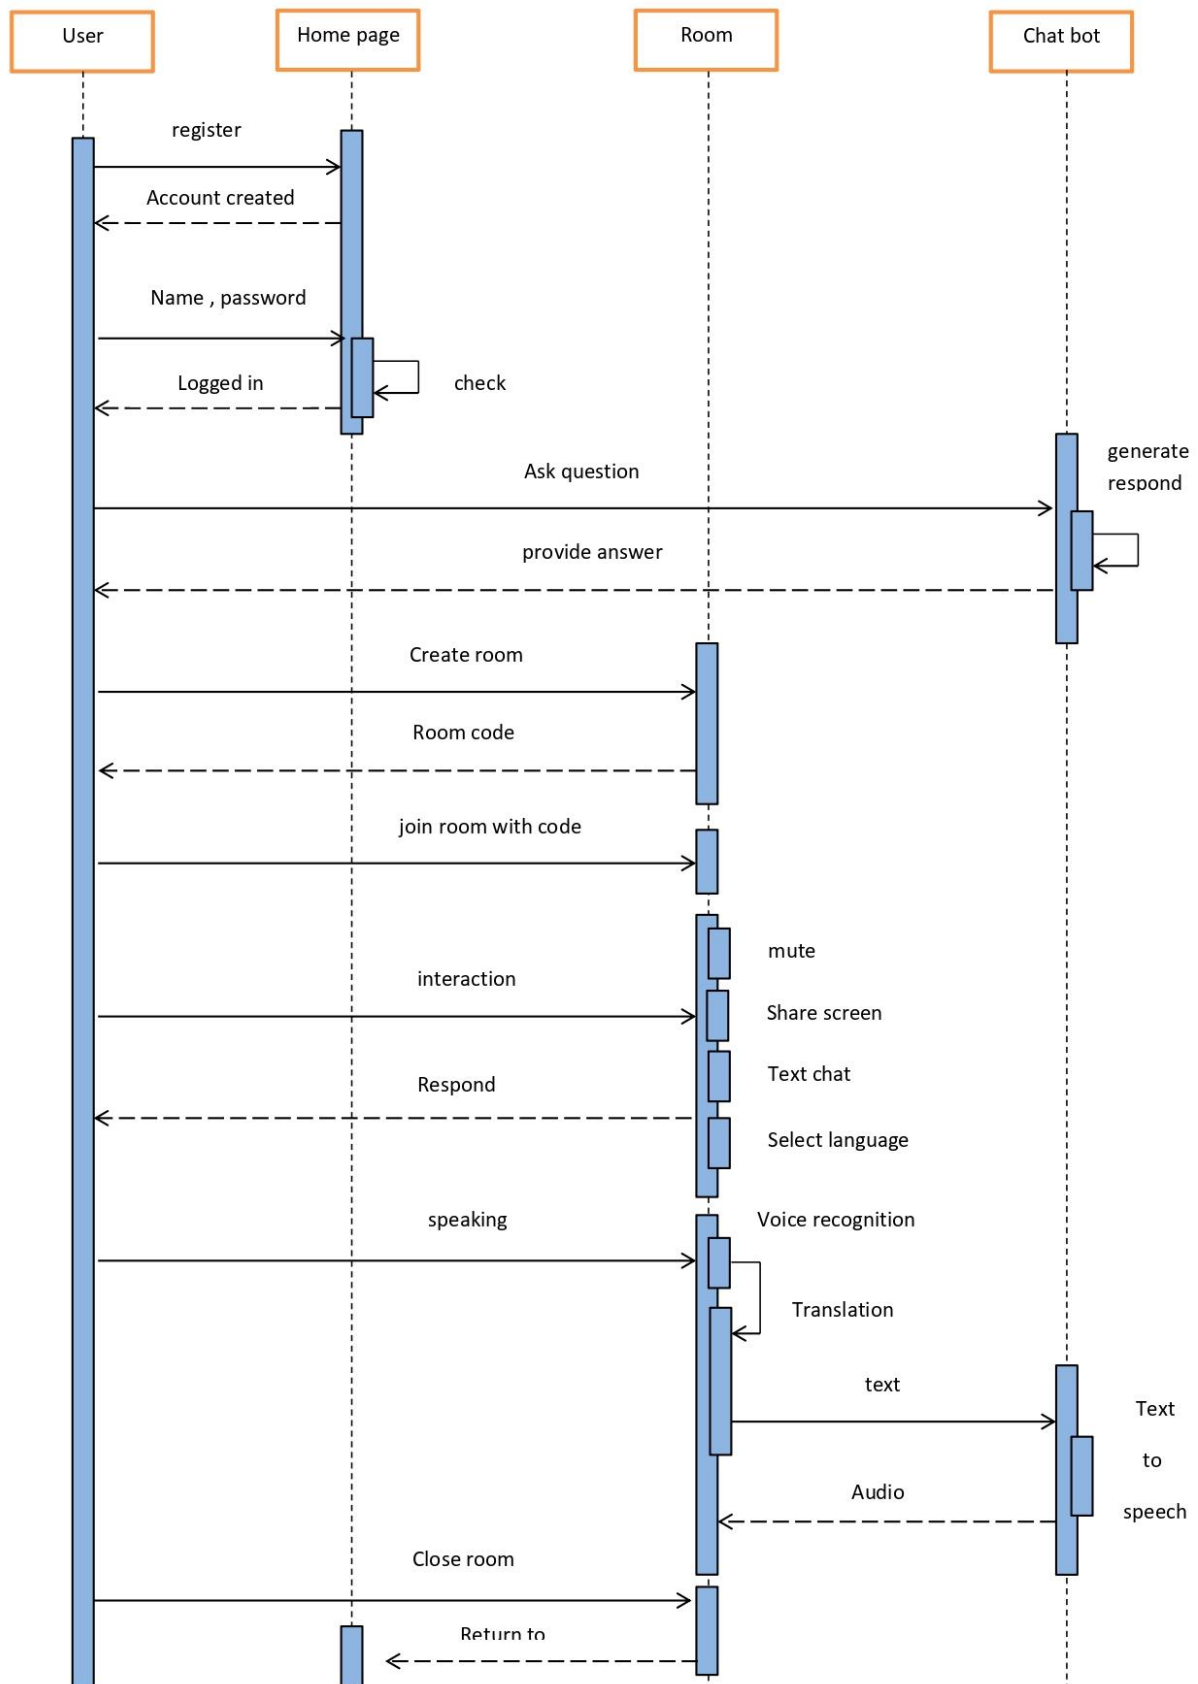 User
Home page
Room
Chat bot
register
Account created
Name , password
Logged in
check
generate
respond
Ask question
provide answer
Create room
Room code
join room with code
mute
interaction
Share screen
Text chat
Respond
Select language
speaking
Voice recognition
Translation
text
Text
to
speech
Audio
Close room
Return to